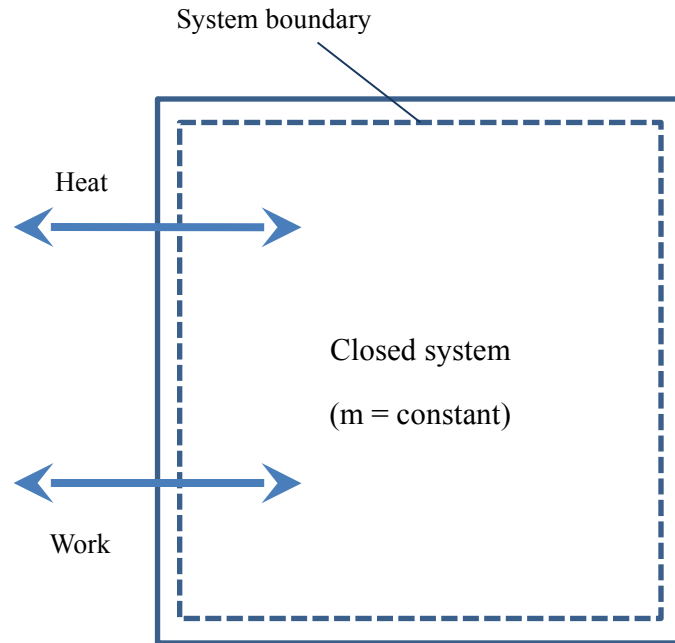 System boundary
Heat
Closed system
(m = constant)
Work